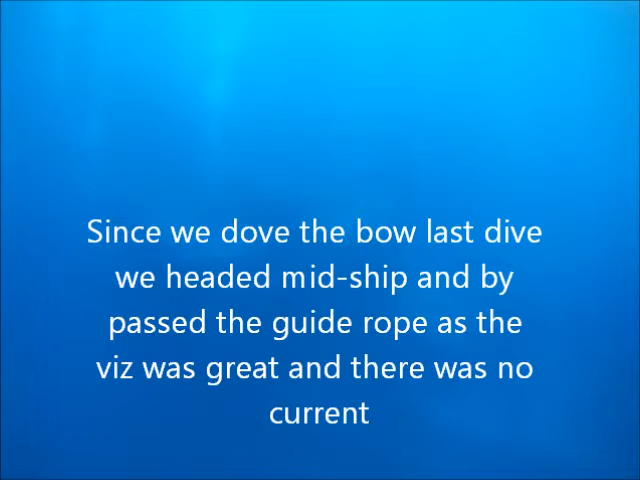 Since we dove the bow last dive
we headed mid-ship and by
passed the guide rope as the
viz was great and there was no
current